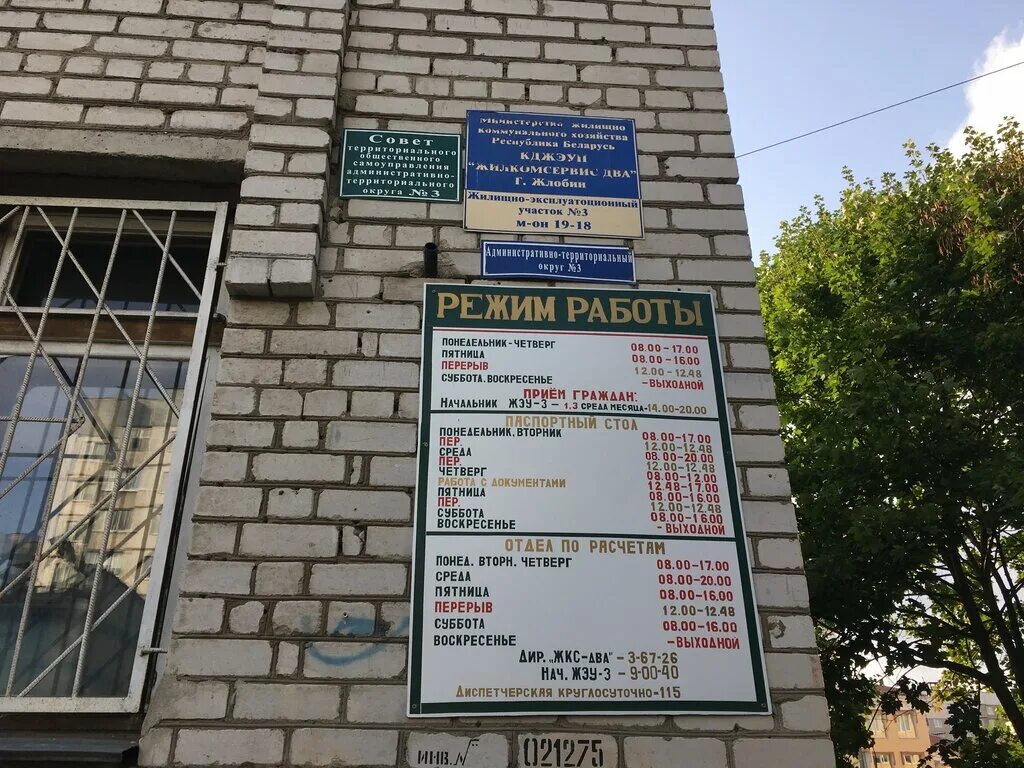 Совет
территориального
общественного
самоуправления
административно-
территориального
округа №3
Министерство жилищно
коммунального хозяйства
Республика Беларусь
КДЖЭУП
"ЖИЛКОМСЕРВИС ДВА"
Г. Жлобин
Жилищно-эксплуатоционный
участок №3
м-он 19-18
Административно-территориальный
округ №3
РЕЖИМ РАБОТЫ
ПОНЕДЕЛЬНИК-ЧЕТВЕРГ 08.00-17.00
ПЯТНИЦА 08.00-16.00
ПЕРЕРЫВ 12.00-12.48
СУББОТА.ВОСКРЕСЕНЬЕ -ВЫХОДНОЙ
ПРИЁМ ГРАЖДАН:
НАЧАЛЬНИК ЖЭУ-3 - 1.3 СРЕДА МЕСЯЦА-14.00-20.00
ПАСПОРТНЫЙ СТОЛ
ПОНЕДЕЛЬНИК.ВТОРНИК 08.00-17.00
ПЕР. 12.00-12.48
СРЕДА 08.00-20.00
ПЕР. 12.00-12.48
ЧЕТВЕРГ 08.00-12.00
РАБОТА С ДОКУМЕНТАМИ 12.48-17.00
ПЯТНИЦА 08.00-16.00
ПЕР. 12.00-12.48
СУББОТА 08.00-16.00
ВОСКРЕСЕНЬЕ - ВЫХОДНОЙ
ОТДЕЛ ПО РАСЧЕТАМ
ПОНЕД. ВТОРН. ЧЕТВЕРГ 08.00-17.00
СРЕДА 08.00-20.00
ПЯТНИЦА 08.00-16.00
ПЕРЕРЫВ 12.00-12.48
СУББОТА 08.00-16.00
ВОСКРЕСЕНЬЕ -ВЫХОДНОЙ
ДИР. „ЖКС-ДВА" - 3-67-26
НАЧ. ЖЭУ-3 - 9-00-40
ДИСПЕТЧЕРСКАЯ КРУГЛОСУТОЧНО-115
ИНВ.№ 021275